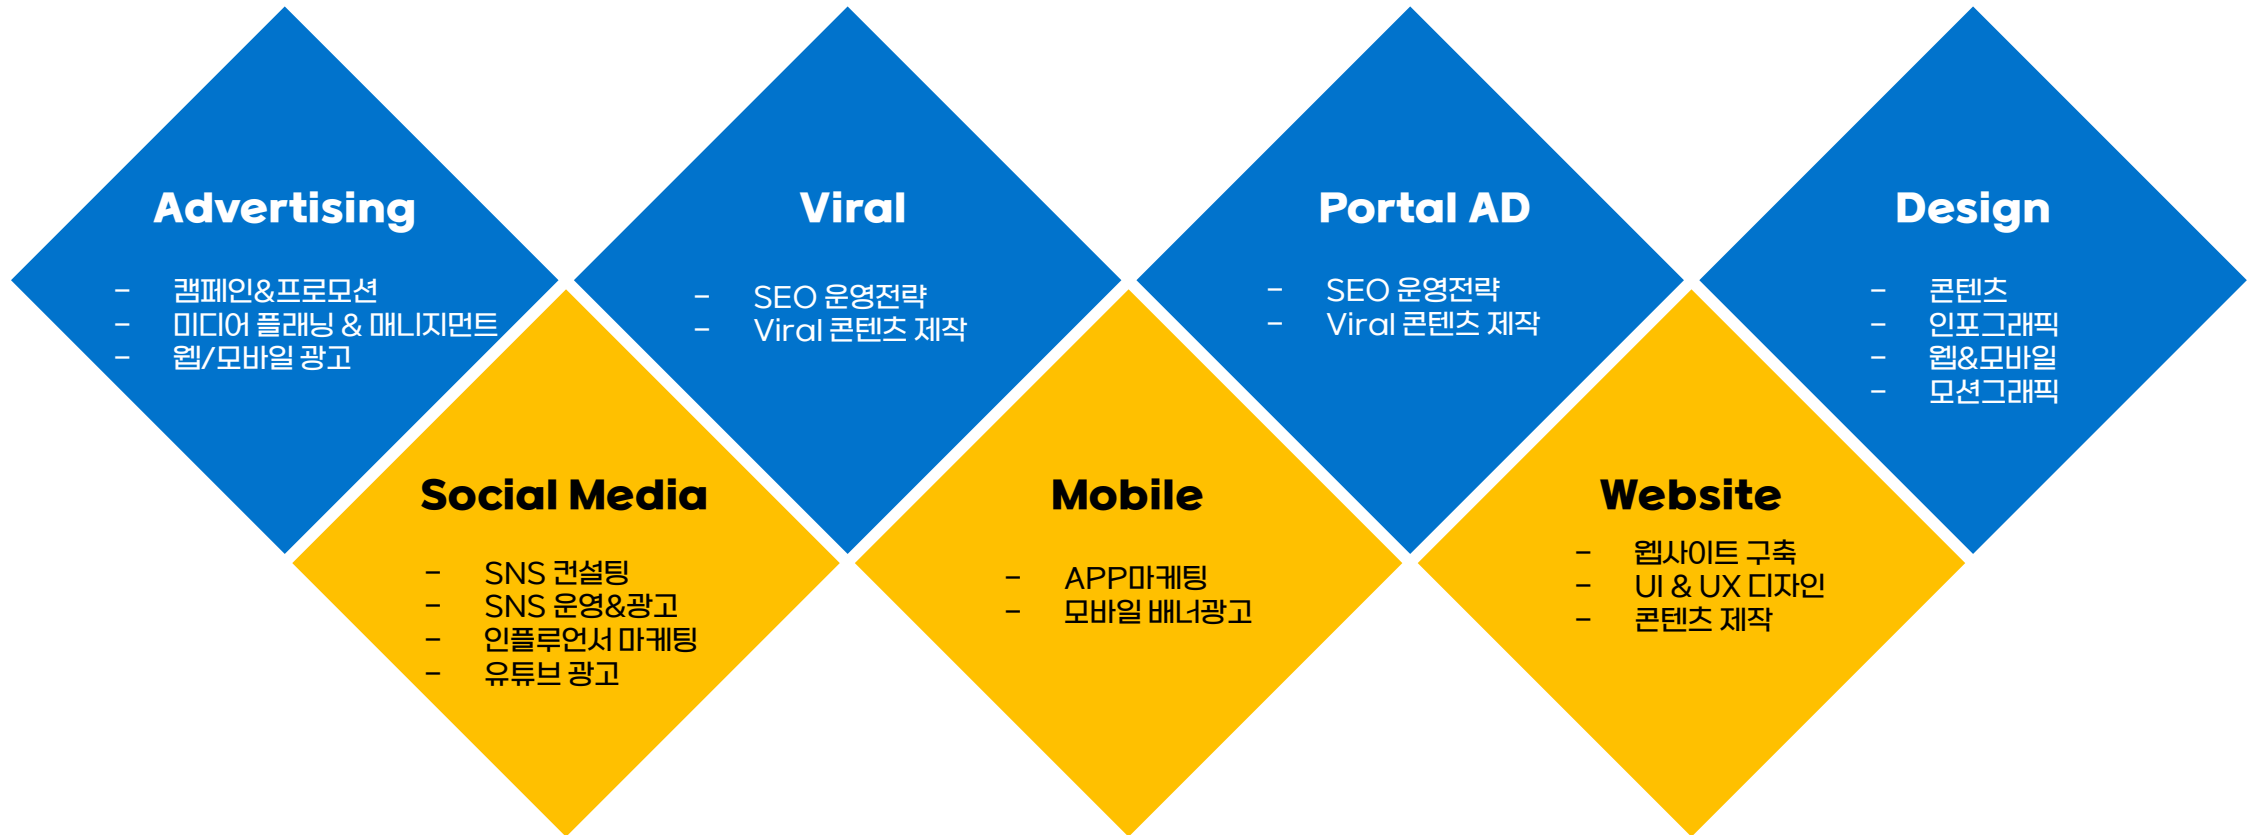 Advertising
- 캠페인&프로모션
- 미디어 플래닝 & 매니지먼트
- 웹/모바일 광고
Social Media
- SNS 컨설팅
- SNS 운영&광고
- 인플루언서 마케팅
- 유튜브 광고
Viral
- SEO 운영전략
- Viral 콘텐츠 제작
Mobile
- APP마케팅
- 모바일 배너광고
Portal AD
- SEO 운영전략
- Viral 콘텐츠 제작
Website
- 웹사이트 구축
- UI & UX 디자인
- 콘텐츠 제작
Design
- 콘텐츠
- 인포그래픽
- 웹&모바일
- 모션그래픽